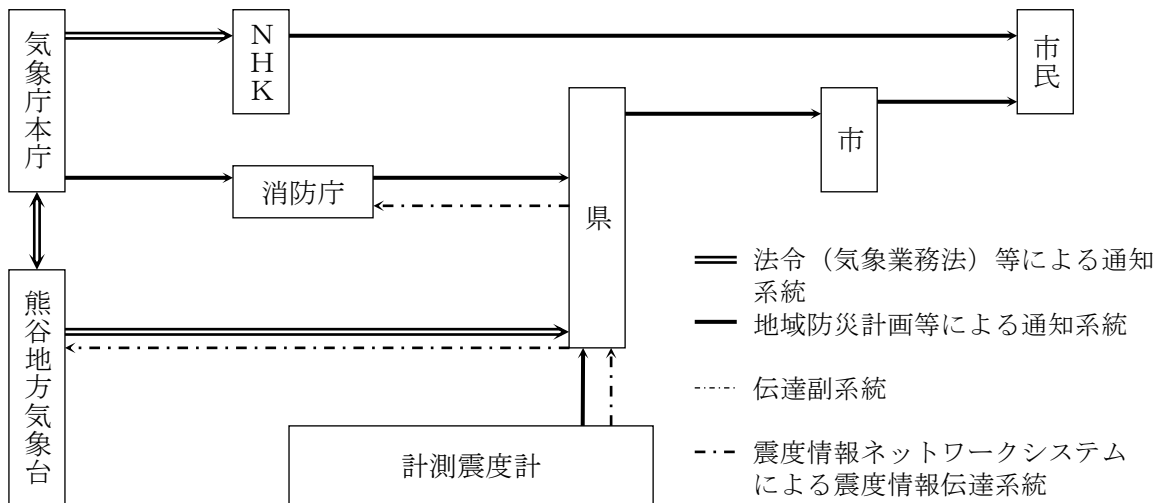 気象庁本庁
NHK
市民
市
消防庁
県
熊谷地方気象台
計測震度計
法令（気象業務法）等による通知
系統
地域防災計画等による通知系統
伝達副系統
震度情報ネットワークシステム
による震度情報伝達系統